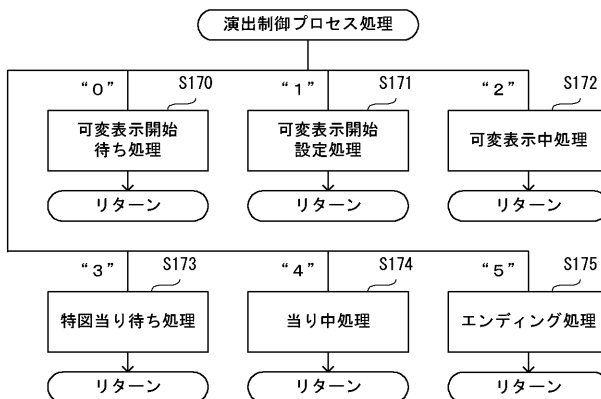 演出制御プロセス処理
“0” S170
可変表示開始
待ち処理
リターン
“1” S171
可変表示開始
設定処理
リターン
“2” S172
可変表示中処理
リターン
“3” S173
特図当り待ち処理
リターン
“4” S174
当り中処理
リターン
“5” S175
エンディング処理
リターン